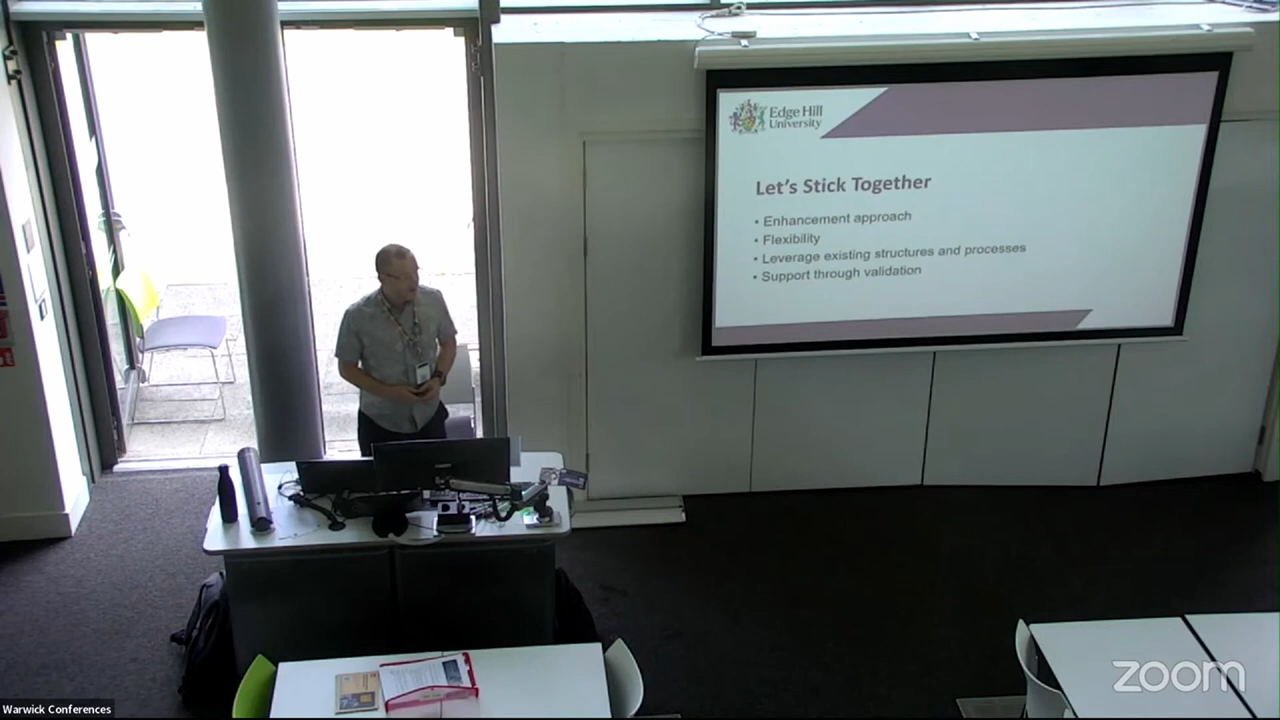 Edge Hill
University
Let's Stick Together
• Enhancement approach
• Flexibility
• Leverage existing structures and processes
• Support through validation
Warwick Conferences
zoom